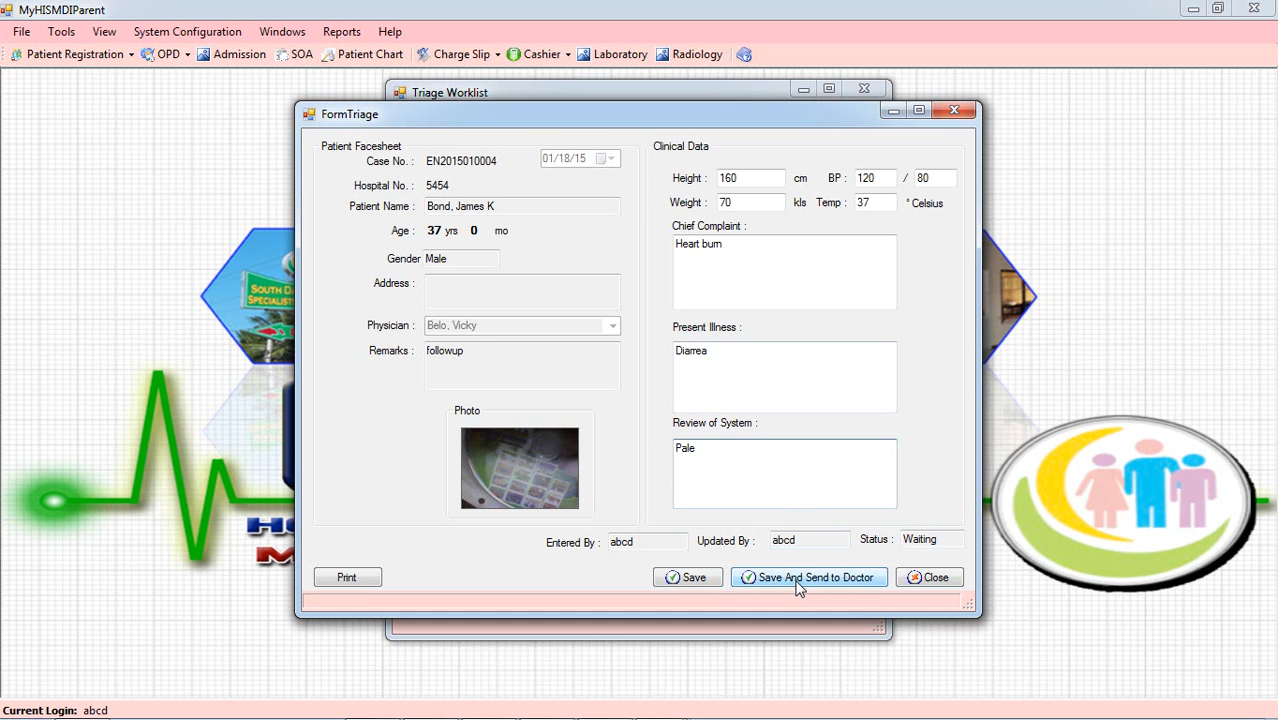 MyHISMDIParent
File Tools View System Configuration Windows Reports Help
Patient Registration OPD Admission SOA Patient Chart Charge Slip Cashier Laboratory Radiology
Triage Worklist
FormTriage
Patient Facesheet
Case No. : EN2015010004 01/18/15
Hospital No. : 5454
Patient Name : Bond, James K
Age : 37 yrs 0 mo
Gender Male
Address :
Physician : Belo, Vicky
Remarks : followup
Photo
Clinical Data
Height : 160 cm BP : 120 / 80
Weight : 70 kls Temp : 37 ° Celsius
Chief Complaint :
Heart burn
Present Illness :
Diarrea
Review of System :
Pale
Entered By : abcd Updated By : abcd Status : Waiting
Print Save Save And Send to Doctor Close
SOUTH DA
SPECIALISTS
Current Login: abcd